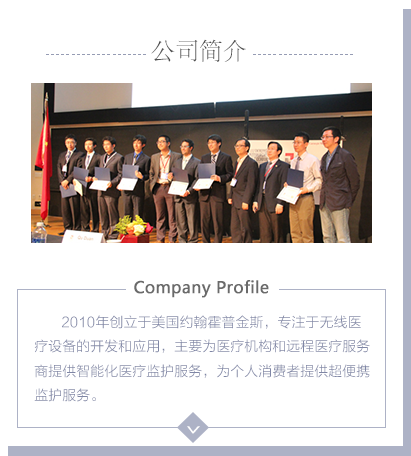 公司简介
Company Profile
2010年创立于美国约翰霍普金斯，专注于无线医
疗设备的开发和应用，主要为医疗机构和远程医疗服务
商提供智能化医疗监护服务，为个人消费者提供超便携
监护服务。